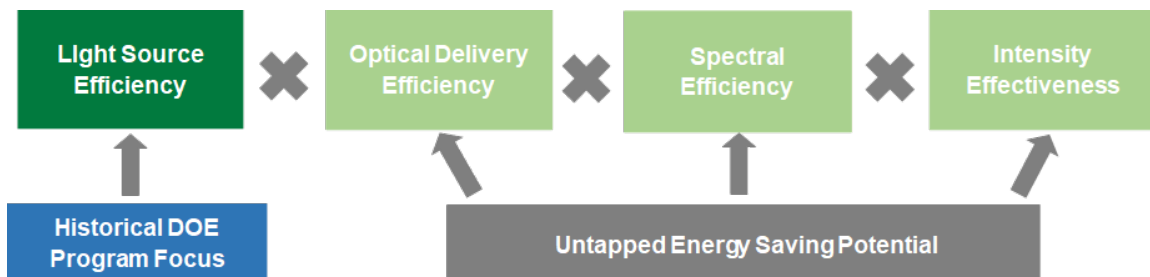 LIght Source
Efficiency
Optical Delivery
Efficiency
Spectral
Efficiency
Intensity
Effectiveness
Historical DOE
Program Focus
Untapped Energy Saving Potential